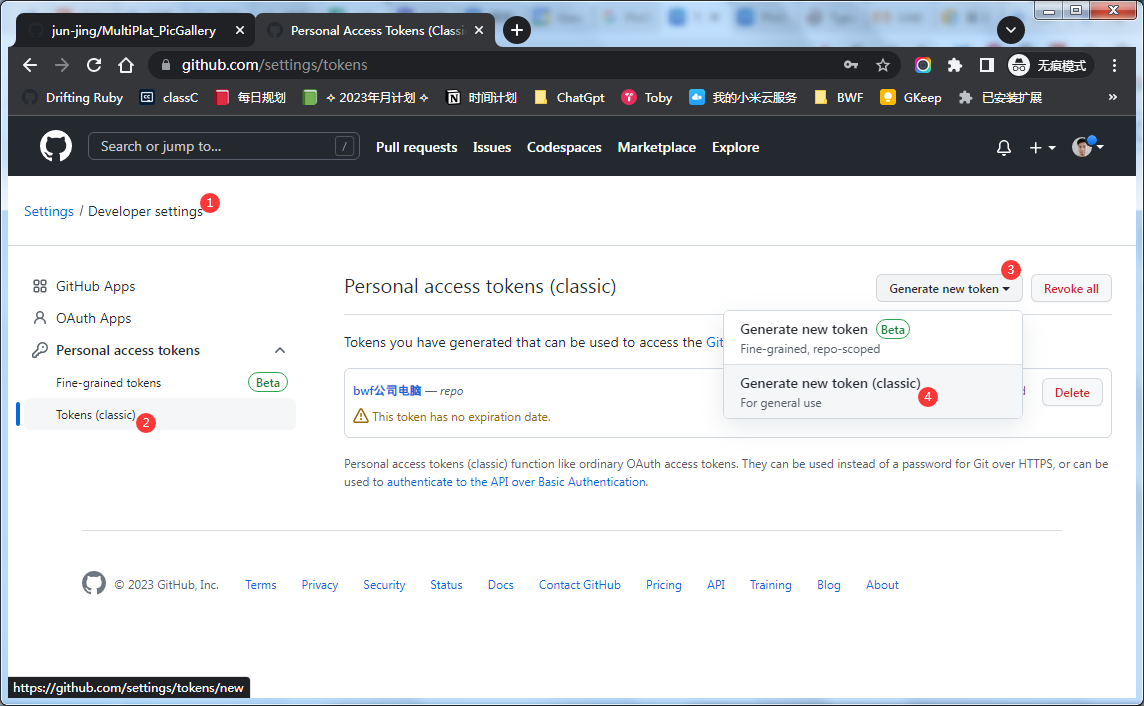 jun-jing/MultiPlat_PicGallery
Personal Access Tokens (Classi
github.com/settings/tokens
无痕模式
Drifting Ruby
classC
每日规划
✧ 2023年月计划 ✧
时间计划
ChatGpt
Toby
我的小米云服务
BWF
GKeep
已安装扩展
»
Search or jump to...
/
Pull requests
Issues
Codespaces
Marketplace
Explore
Settings / Developer settings
1
GitHub Apps
OAuth Apps
Personal access tokens
Fine-grained tokens
Beta
Tokens (classic)
2
Personal access tokens (classic)
3
Generate new token
Revoke all
Generate new token Beta
Fine-grained, repo-scoped
Generate new token (classic)
4
For general use
Tokens you have generated that can be used to access the Git
bwf公司电脑 — repo
d
Delete
This token has no expiration date.
Personal access tokens (classic) function like ordinary OAuth access tokens. They can be used instead of a password for Git over HTTPS, or can be
used to authenticate to the API over Basic Authentication.
© 2023 GitHub, Inc.
Terms
Privacy
Security
Status
Docs
Contact GitHub
Pricing
API
Training
Blog
About
https://github.com/settings/tokens/new